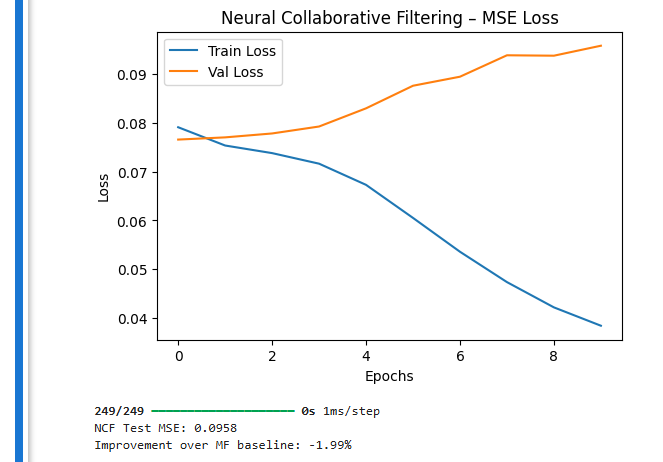 Neural Collaborative Filtering – MSE Loss
Train Loss
Val Loss
0.09
0.08
0.07
0.06
0.05
0.04
Loss
0 2 4 6 8
Epochs
249/249 ━━━━━━━━━━━━━━━━━━━━ 0s 1ms/step
NCF Test MSE: 0.0958
Improvement over MF baseline: -1.99%